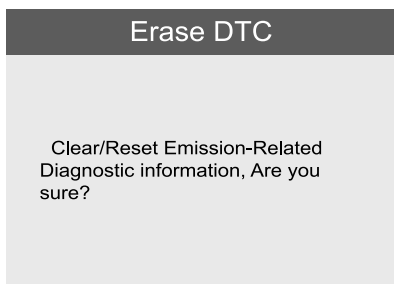 Erase DTC
Clear/Reset Emission-Related
Diagnostic information, Are you
sure?